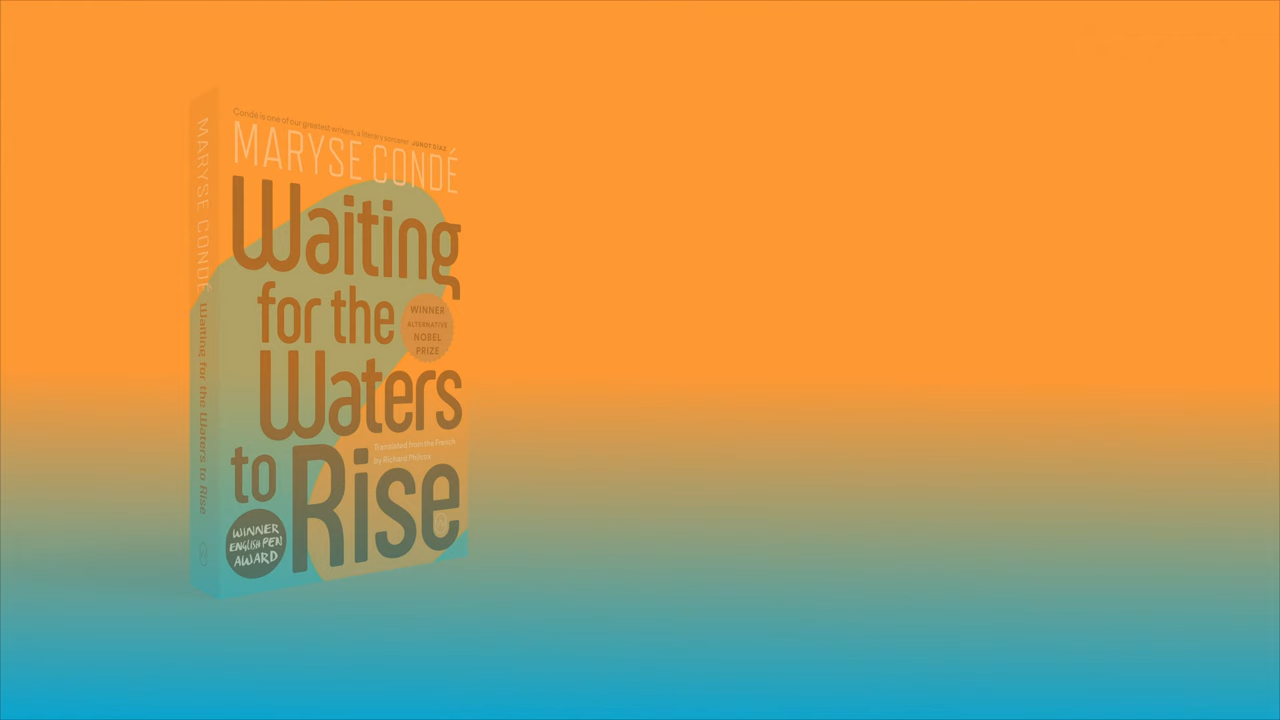 Condé is one of our greatest writers, a literary sorcerer JUNOT DÍAZ
MARYSE CONDÉ
Waiting
for the
Waters
to Rise
WINNER
ALTERNATIVE
NOBEL
PRIZE
Translated from the French
by Richard Philcox
WINNER
ENGLISH PEN
AWARD
MARYSE CONDÉ Waiting for the Waters to Rise